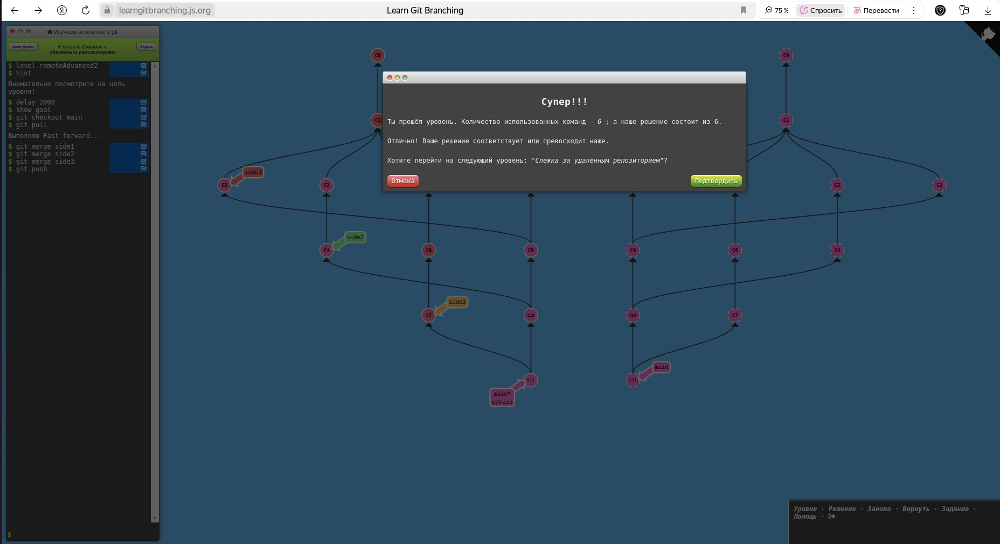 learngitbranching.js.org
Learn Git Branching
75 %
Спросить
Перевести
Изучаем ветвление в git
Цель уровня
Уровень Слияние с
удалённым репозиторием
Задача
$ level remoteAdvanced2
$ hint
Внимательно посмотрите на цель
уровня!
$ delay 2000
$ show goal
$ git checkout main
$ git pull
Выполняю Fast forward...
$ git merge side1
$ git merge side2
$ git merge side3
$ git push
$
Супер!!!
Ты прошёл уровень. Количество использованных команд - 6 ; а наше решение состоит из 6.
Отлично! Ваше решение соответствует или превосходит наше.
Хотите перейти на следующий уровень: "Слежка за удалённым репозиторием"?
Отмена
Подтвердить
C0
C0
C1
C1
side1
C2
C3
C3
C2
side2
C4
C6
C9
C9
C6
C4
side3
C7
C10
C10
C7
main
C11
C11
main*
o/main
Уровни · Решение · Заново · Вернуть · Задание ·
Помощь ·